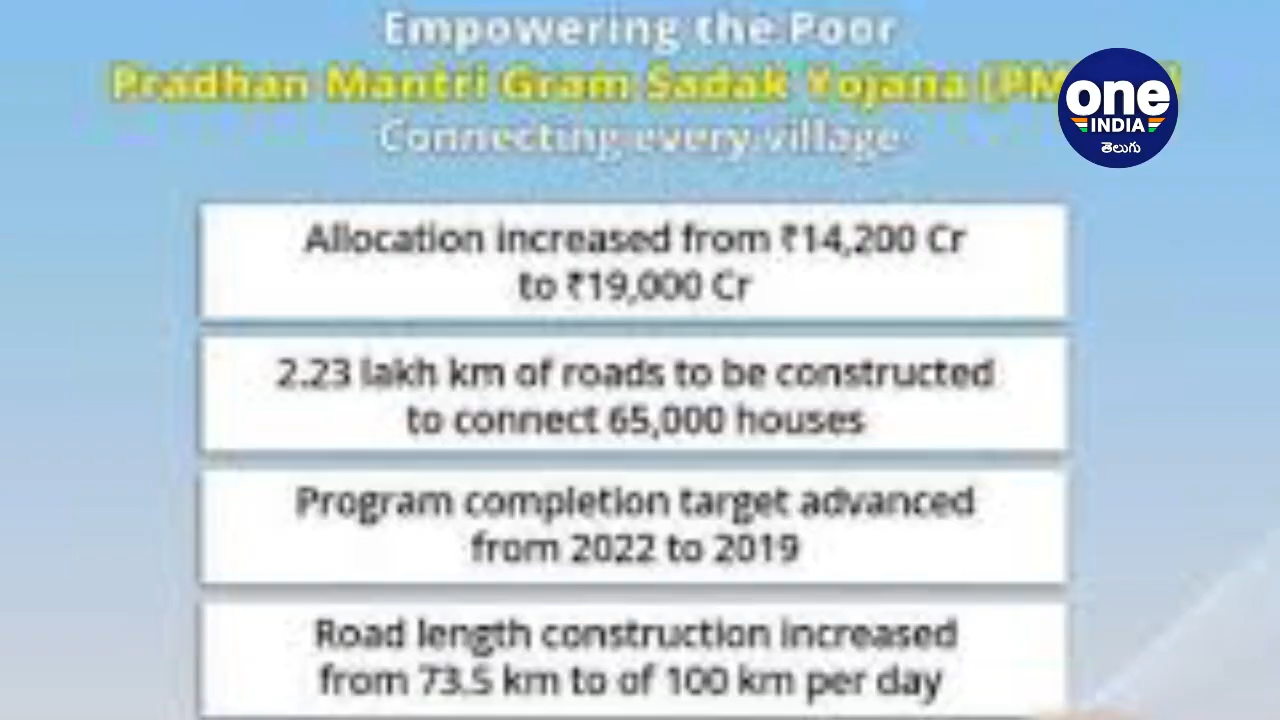 Empowering the Poor
Pradhan Mantri Gram Sadak Yojana (PM
Connecting every village
one
INDIA
తెలుగు
Allocation increased from ₹14,200 Cr
to ₹19,000 Cr
2.23 lakh km of roads to be constructed
to connect 65,000 houses
Program completion target advanced
from 2022 to 2019
Road length construction increased
from 73.5 km to of 100 km per day